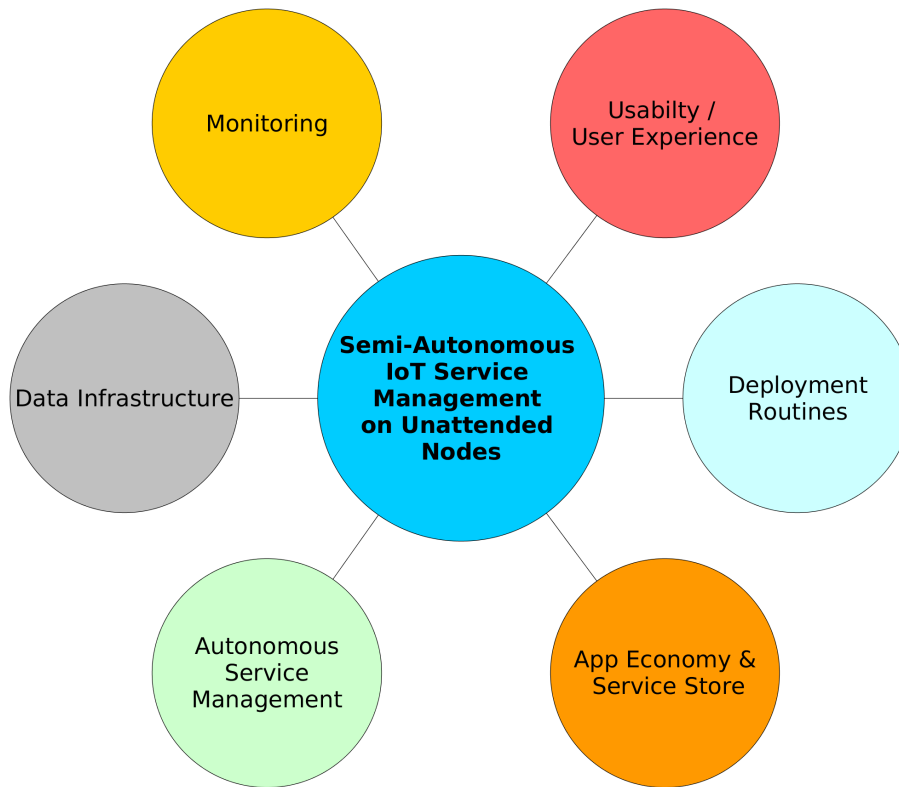 Monitoring
Usabilty /
User Experience
Semi-Autonomous
IoT Service
Management
on Unattended
Nodes
Data Infrastructure
Deployment
Routines
Autonomous
Service
Management
App Economy &
Service Store